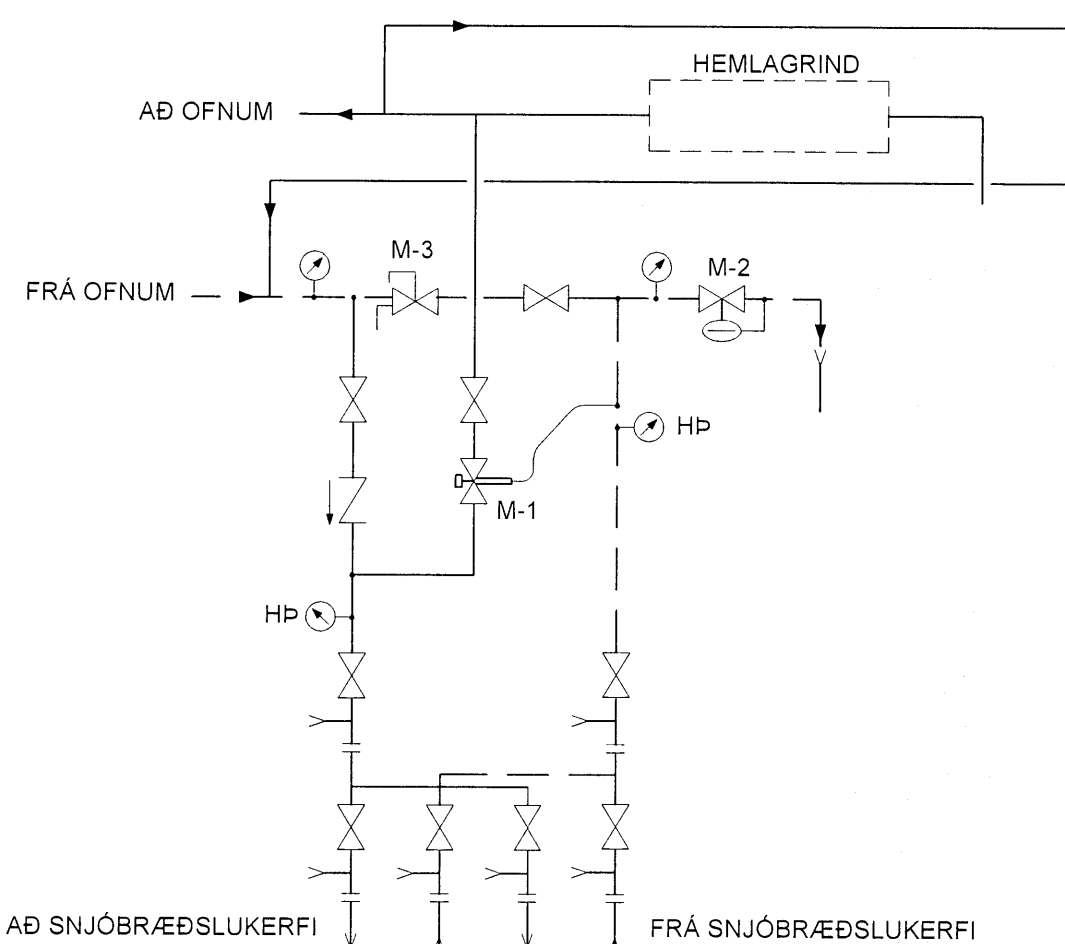 HEMLAGRIND
AÐ OFNUM
M-3
M-2
FRÁ OFNUM
HÞ
M-1
HÞ
AÐ SNJÓBRÆÐSLUKERFI
FRÁ SNJÓBRÆÐSLUKERFI